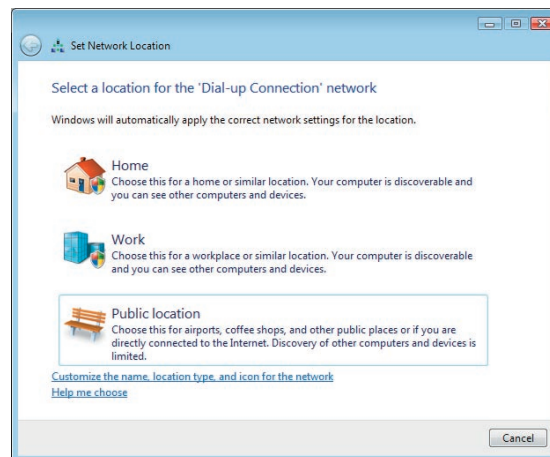 Set Network Location
Select a location for the 'Dial-up Connection' network
Windows will automatically apply the correct network settings for the location.
Home
Choose this for a home or similar location. Your computer is discoverable and
you can see other computers and devices.
Work
Choose this for a workplace or similar location. Your computer is discoverable
and you can see other computers and devices.
Public location
Choose this for airports, coffee shops, and other public places or if you are
directly connected to the Internet. Discovery of other computers and devices is
limited.
Customize the name, location type, and icon for the network
Help me choose
Cancel